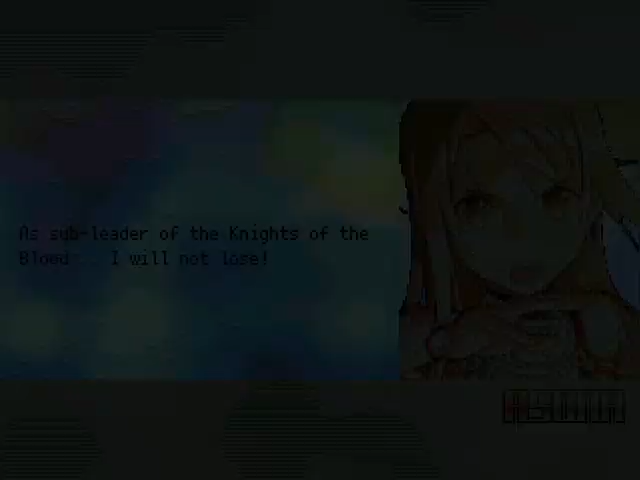 As sub-leader of the Knights of the
Blood... I will not lose!
ASUNA